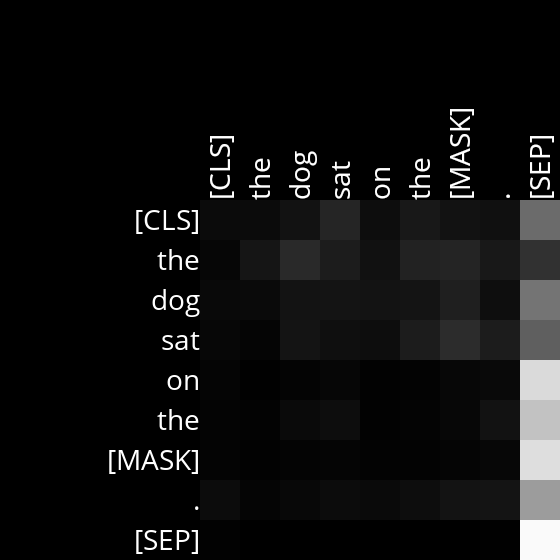 [CLS] the dog sat on the [MASK] . [SEP]
[CLS]
the
dog
sat
on
the
[MASK]
.
[SEP]